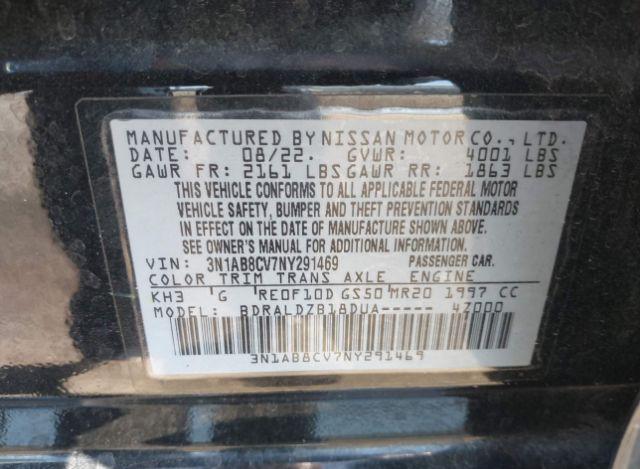 MANUFACTURED BY NISSAN MOTOR CO., LTD.
DATE: 08/22. GVWR: 4001 LBS
GAWR FR: 2161 LBS GAWR RR: 1863 LBS
THIS VEHICLE CONFORMS TO ALL APPLICABLE FEDERAL MOTOR
VEHICLE SAFETY, BUMPER AND THEFT PREVENTION STANDARDS
IN EFFECT ON THE DATE OF MANUFACTURE SHOWN ABOVE.
SEE OWNER'S MANUAL FOR ADDITIONAL INFORMATION.
VIN: 3N1AB8CV7NY291469 PASSENGER CAR.
COLOR TRIM TRANS AXLE ENGINE
KH3 'G RE0F10D GS50 MR20 1997 CC
MODEL: BDRALDZB18DUA----- 4Z000
3N1AB8CV7NY291469